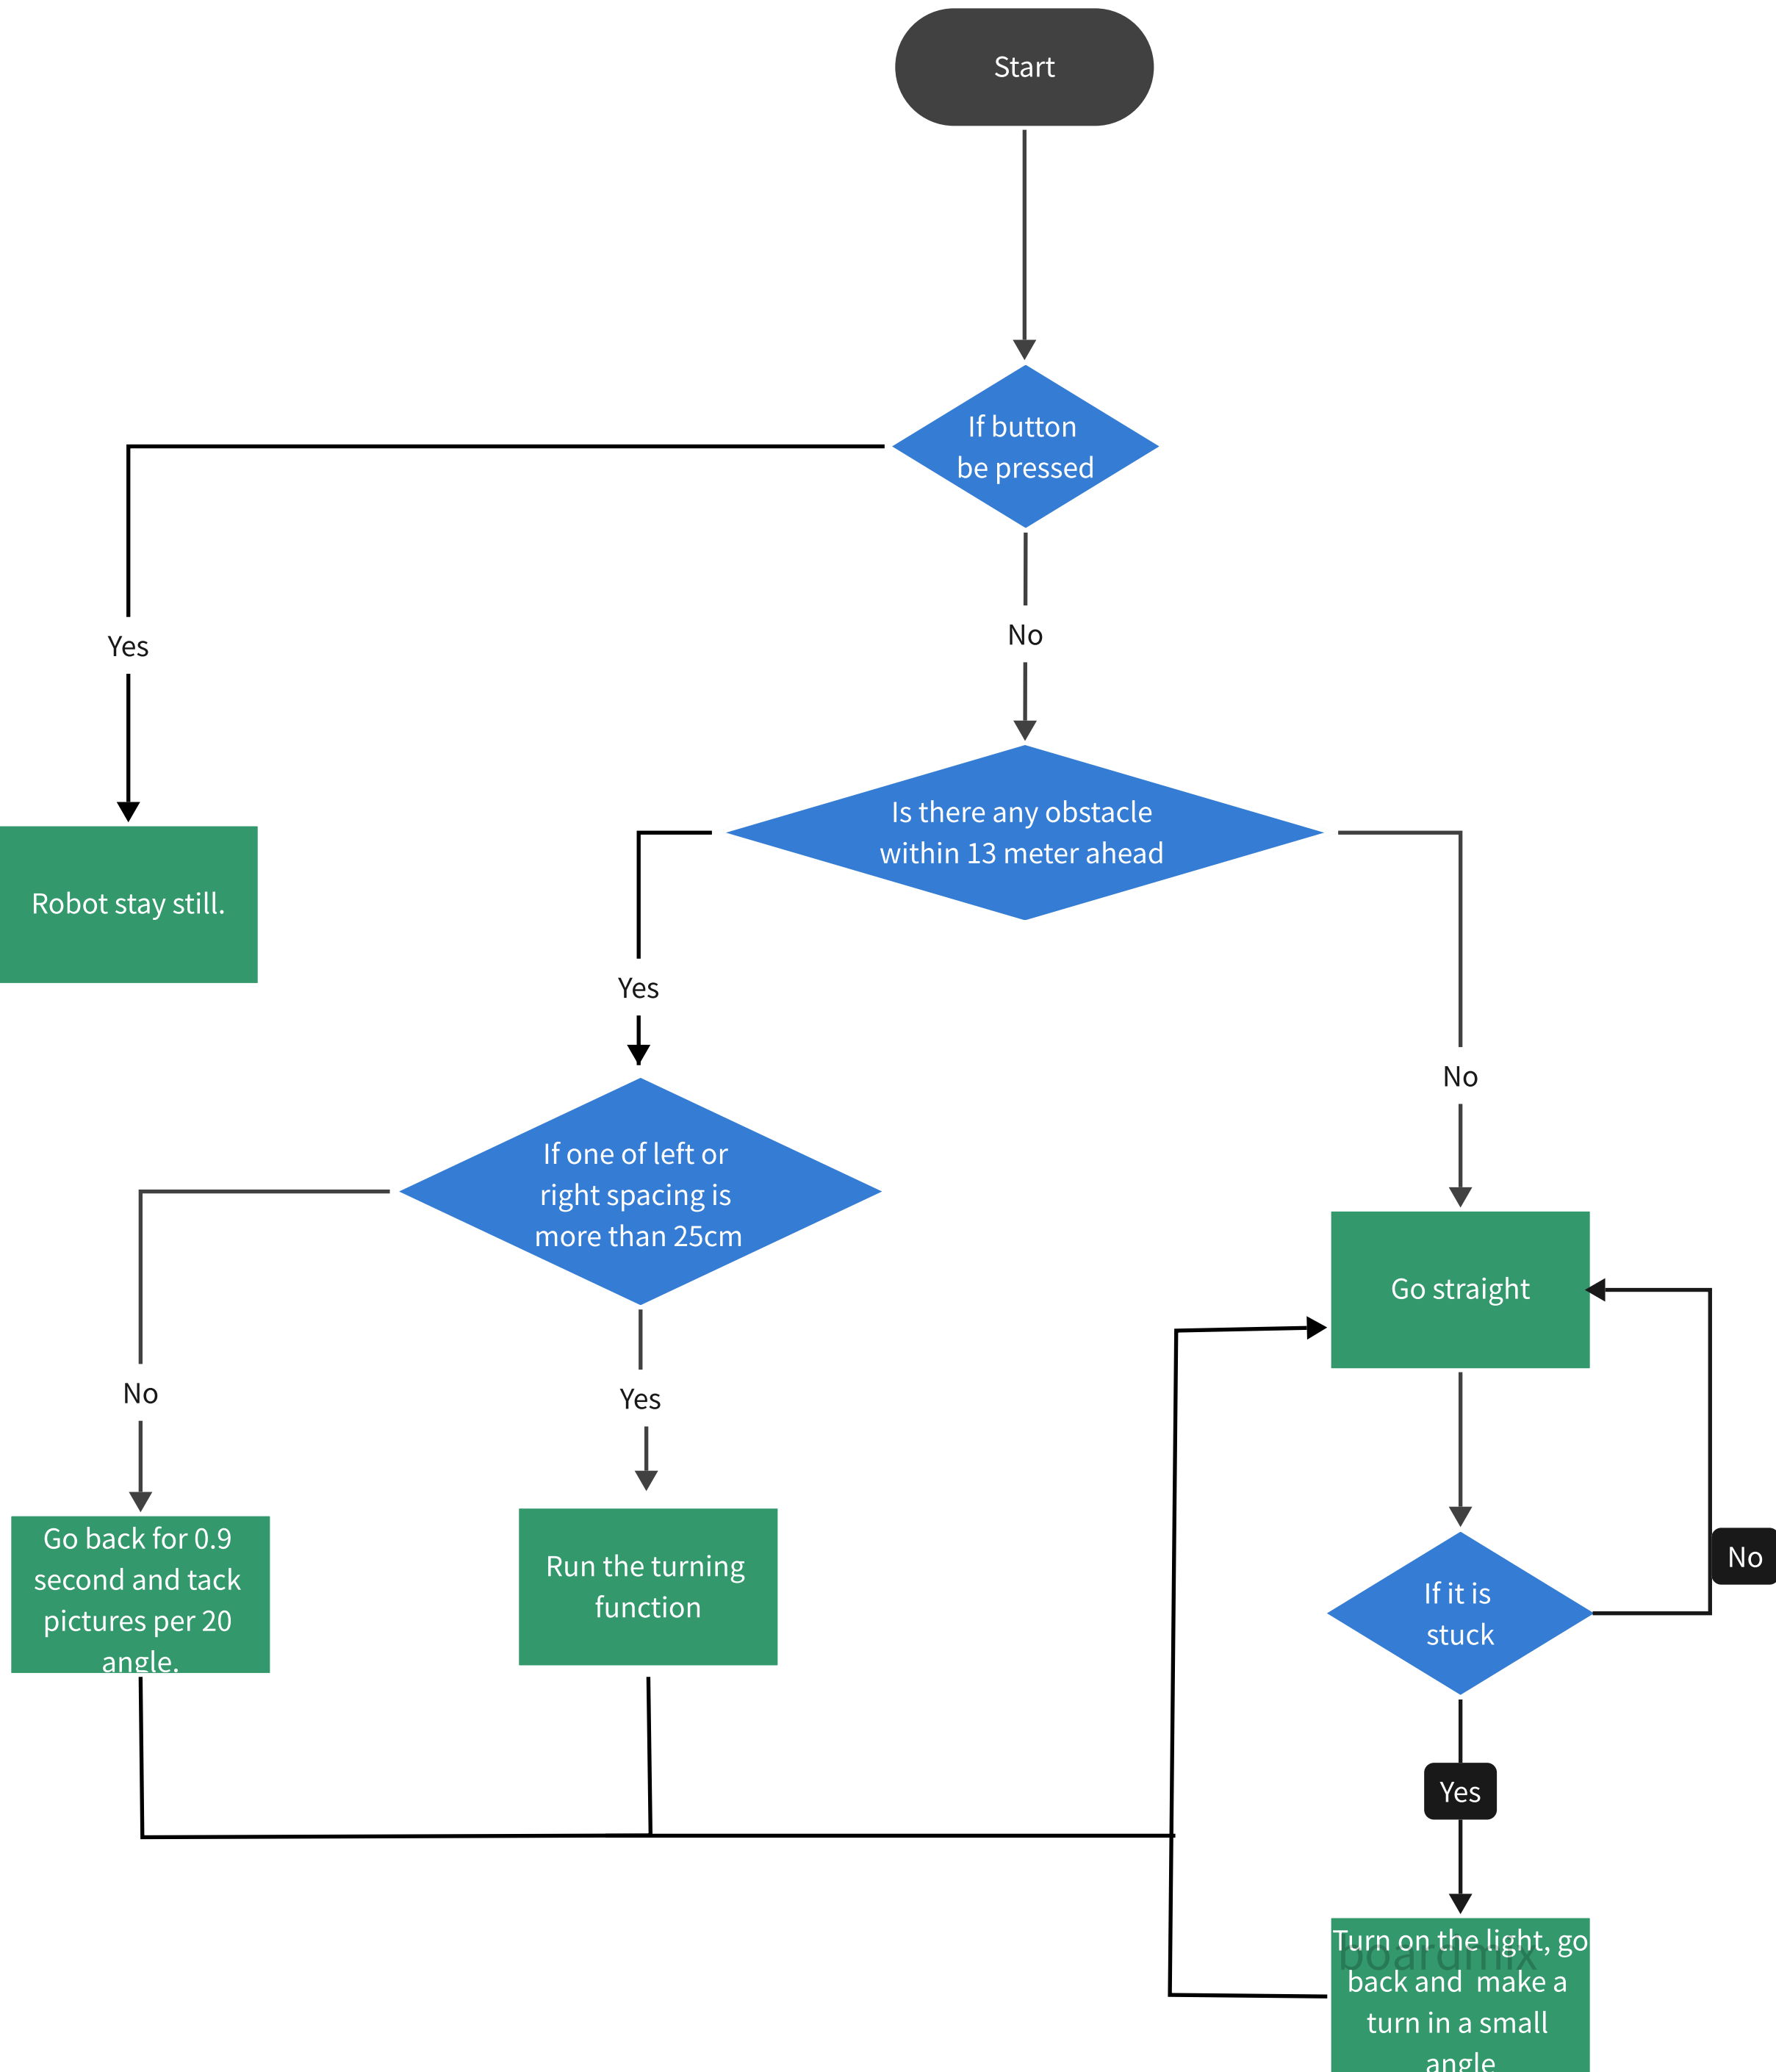 Start
If button
be pressed
Yes
No
Is there any obstacle
within 13 meter ahead
Robot stay still.
Yes
No
If one of left or
right spacing is
more than 25cm
Go straight
No
Yes
Go back for 0.9
second and tack
pictures per 20
angle.
Run the turning
function
If it is
stuck
No
Yes
boardmix
Turn on the light, go
back and make a
turn in a small
angle